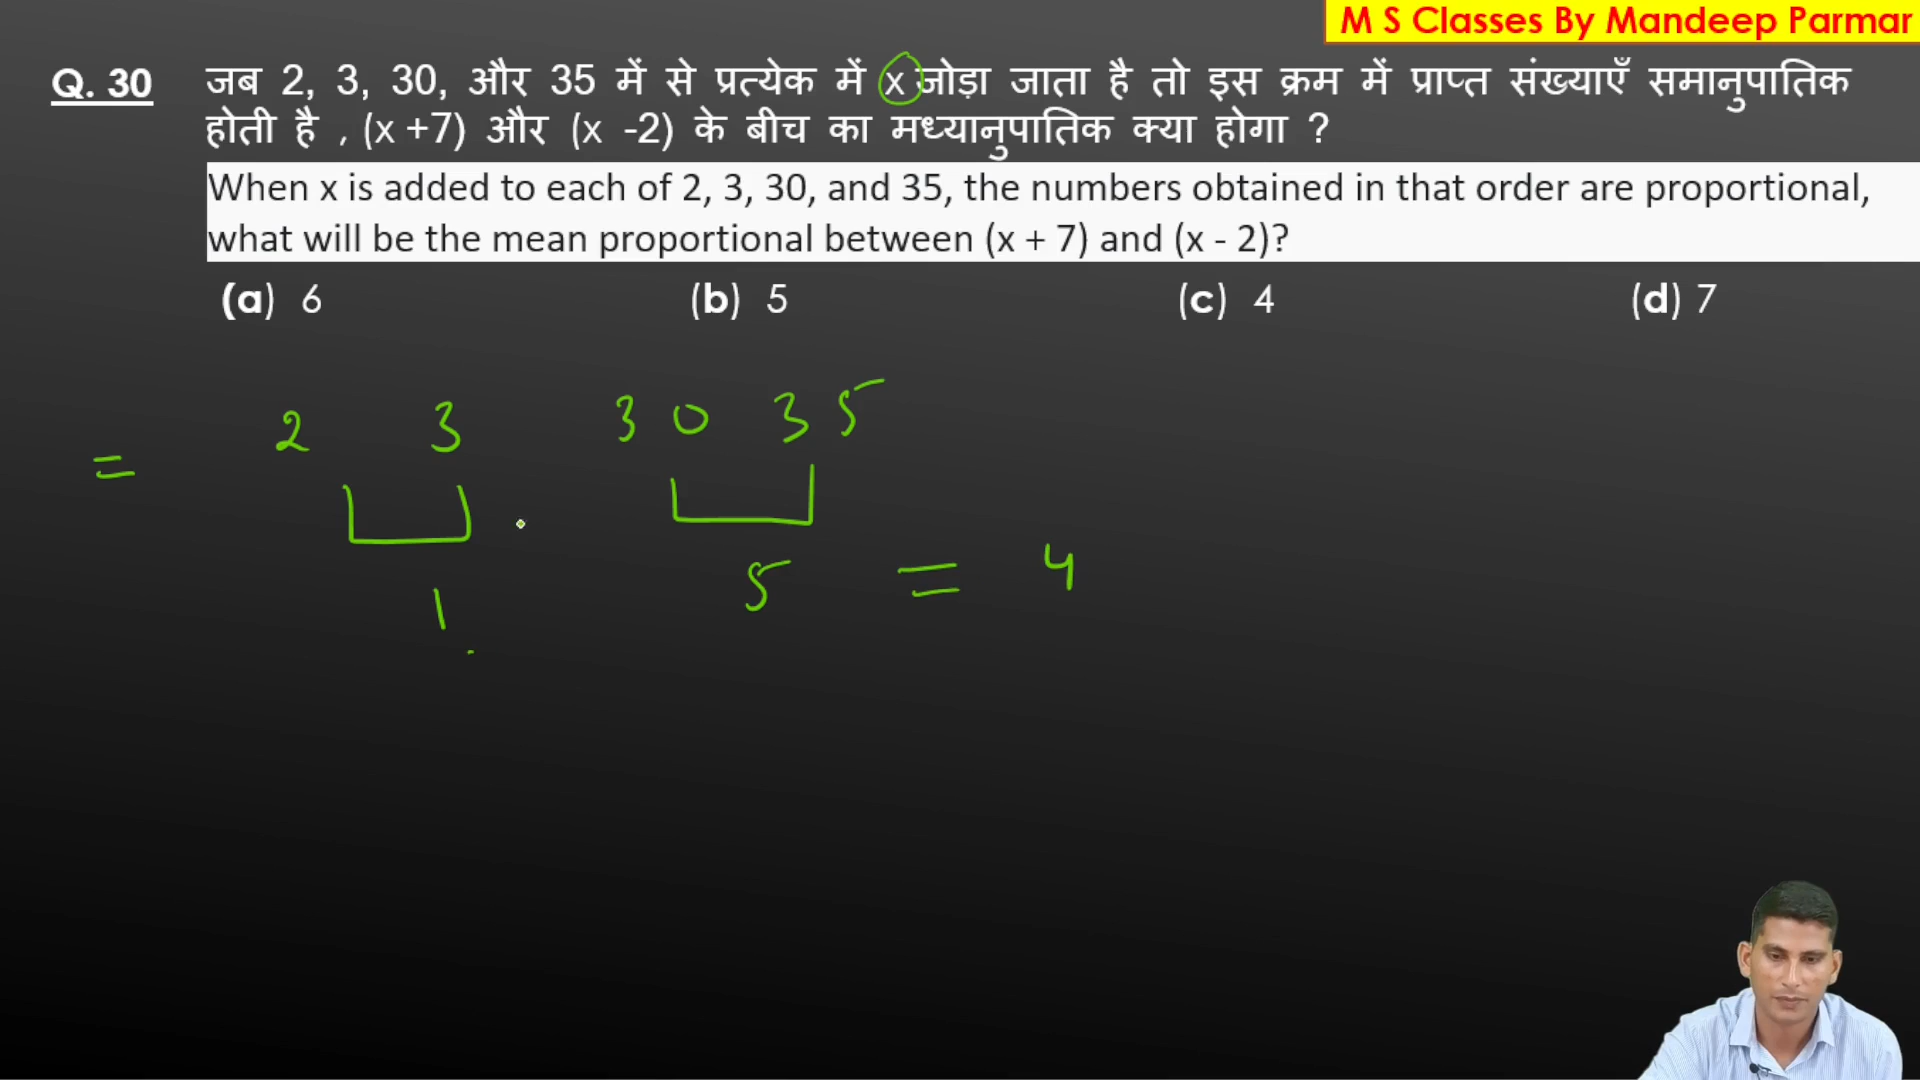 M S Classes By Mandeep Parmar
Q. 30 जब 2, 3, 30, और 35 में से प्रत्येक में x जोड़ा जाता है तो इस क्रम में प्राप्त संख्याएँ समानुपातिक
होती है , (x +7) और (x -2) के बीच का मध्यानुपातिक क्या होगा ?
When x is added to each of 2, 3, 30, and 35, the numbers obtained in that order are proportional,
what will be the mean proportional between (x + 7) and (x - 2)?
(a) 6 (b) 5 (c) 4 (d) 7
= 2 3 30 35
1 5 = 4